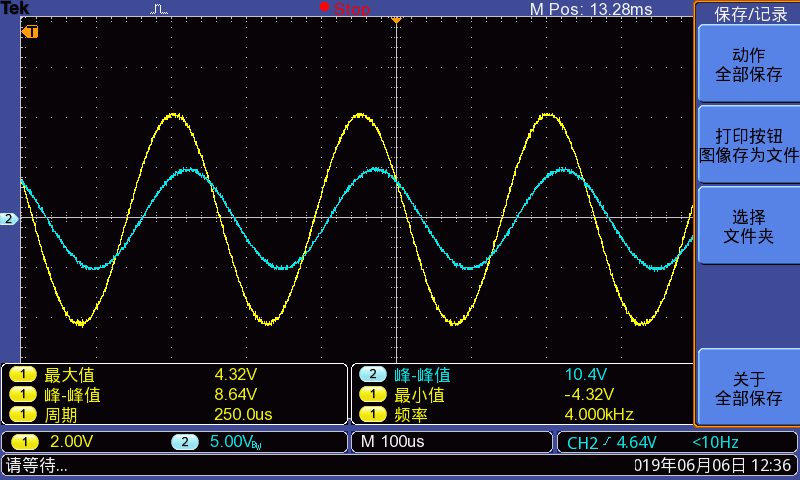 Tek Stop M Pos: 13.28ms
保存/记录
T
动作
全部保存
打印按钮
图像存为文件
选择
文件夹
2
关于
全部保存
1 最大值 4.32V 2 峰-峰值 10.4V
1 峰-峰值 8.64V 1 最小值 -4.32V
1 周期 250.0us 1 频率 4.000kHz
1 2.00V 2 5.00VBW M 100us CH2 4.64V <10Hz
请等待... 019年06月06日 12:36